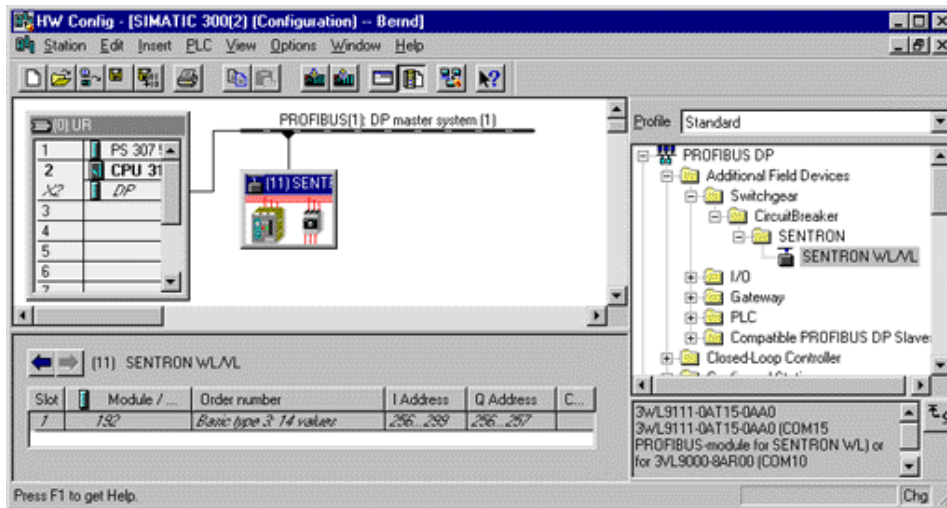 HW Config - [SIMATIC 300(2) (Configuration) -- Bernd]
Station Edit Insert PLC View Options Window Help
(0) UR
1 PS 307
2 CPU 31
X2 DP
3
4
5
6
7
PROFIBUS(1): DP master system (1)
(11) SENT
Profile Standard
PROFIBUS DP
Additional Field Devices
Switchgear
CircuitBreaker
SENTRON
SENTRON WL/VL
I/O
Gateway
PLC
Compatible PROFIBUS DP Slave
Closed-Loop Controller
(11) SENTRON WL/VL
Slot Module / ... Order number I Address Q Address C...
1 192 Basic type 3: 14 values 256...299 256...257
3WL9111-0AT15-0AA0
3WL9111-0AT15-0AA0 (COM15
PROFIBUS-module for SENTRON WL) or
for 3VL9000-8AR00 (COM10
Press F1 to get Help.
Chg